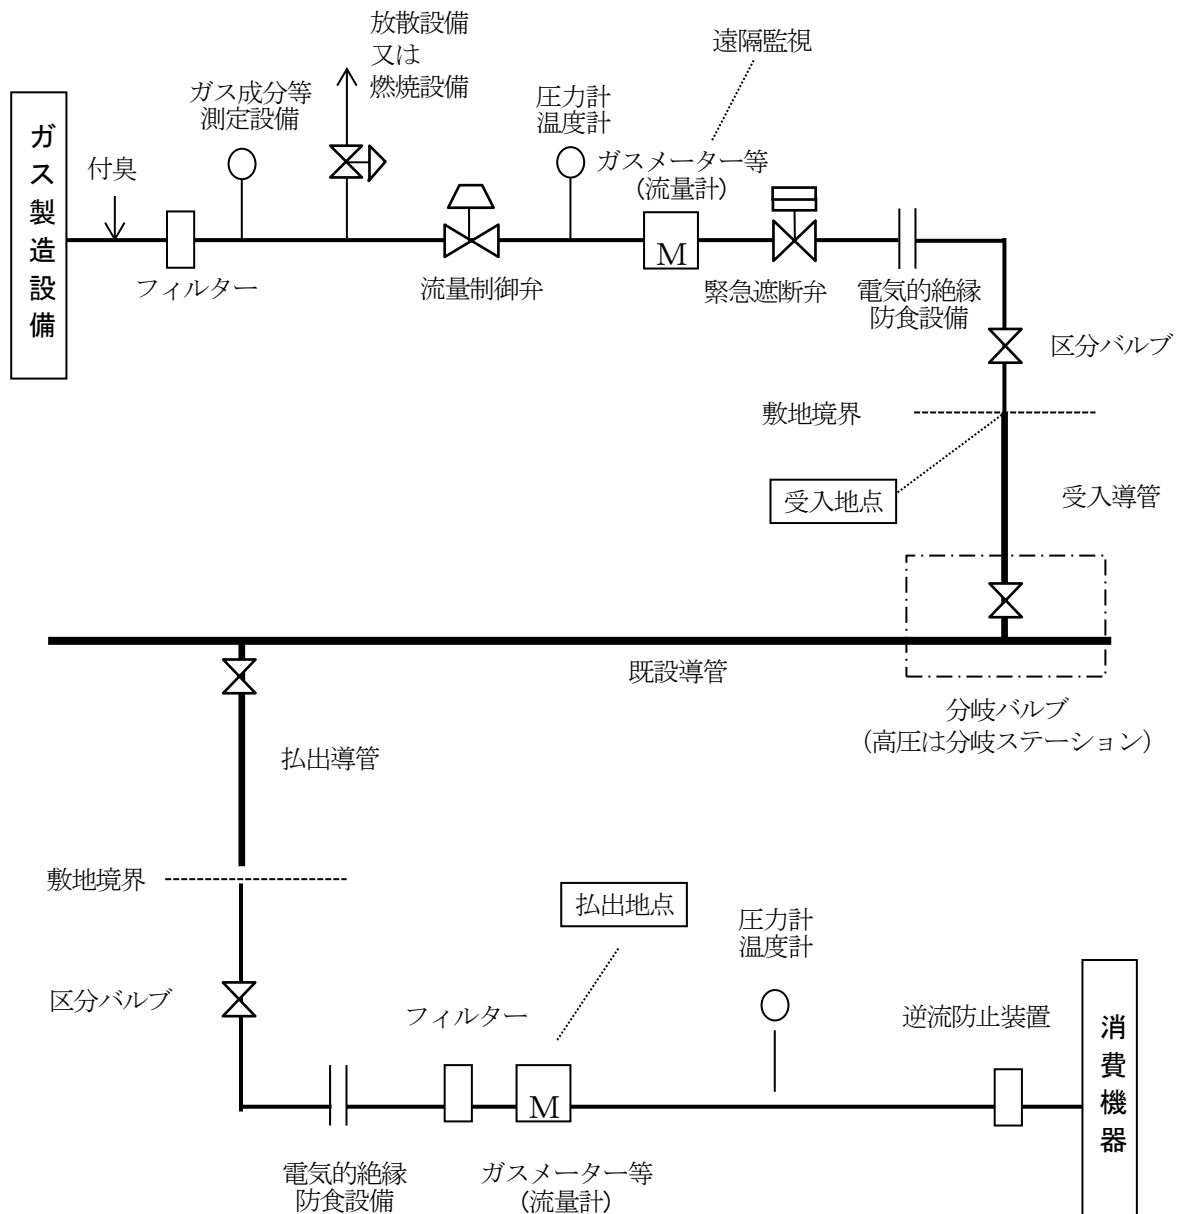 放散設備
又は
燃焼設備
遠隔監視
ガス成分等
測定設備
圧力計
温度計
ガスメーター等
(流量計)
ガス製造設備
付臭
M
フィルター
流量制御弁
緊急遮断弁
電気的絶縁
防食設備
区分バルブ
敷地境界
受入地点
受入導管
既設導管
分岐バルブ
(高圧は分岐ステーション)
払出導管
敷地境界
払出地点
圧力計
温度計
区分バルブ
フィルター
逆流防止装置
消費機器
M
電気的絶縁
防食設備
ガスメーター等
(流量計)